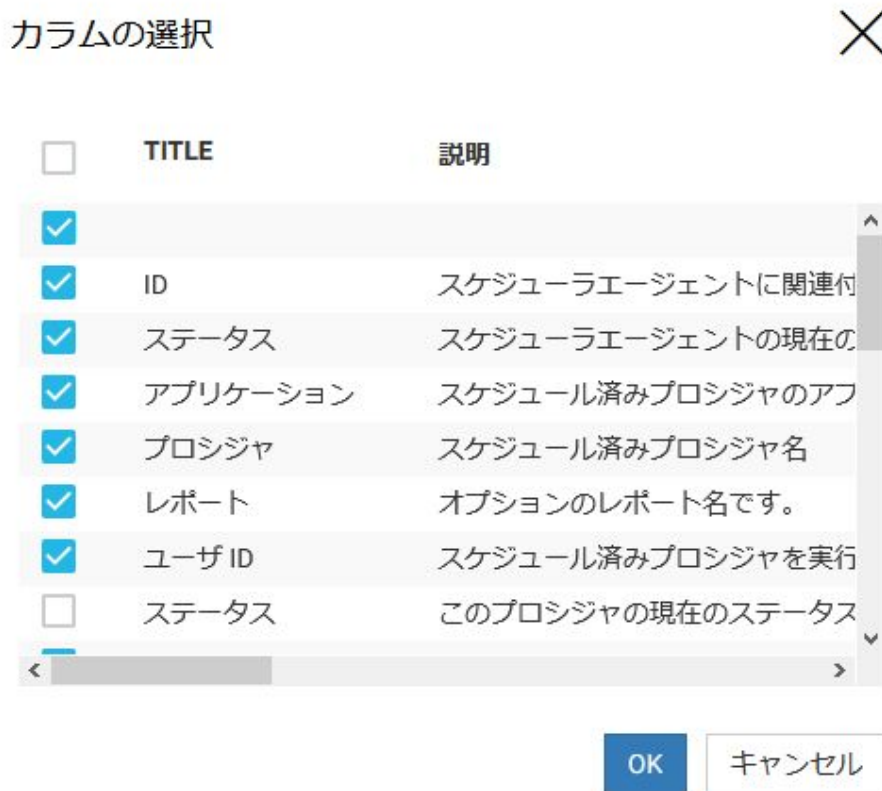 カラムの選択
TITLE 説明
ID スケジューラエージェントに関連付
ステータス スケジューラエージェントの現在の
アプリケーション スケジュール済みプロシジャのアプ
プロシジャ スケジュール済みプロシジャ名
レポート オプションのレポート名です。
ユーザ ID スケジュール済みプロシジャを実行
ステータス このプロシジャの現在のステータス
OK キャンセル